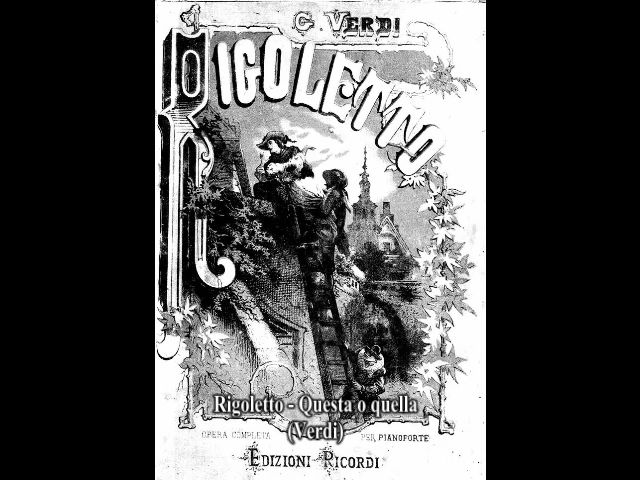 G. VERDI
RIGOLETTO
Rigoletto - Questa o quella
(Verdi)
OPERA COMPLETA PER PIANOFORTE
EDIZIONI RICORDI